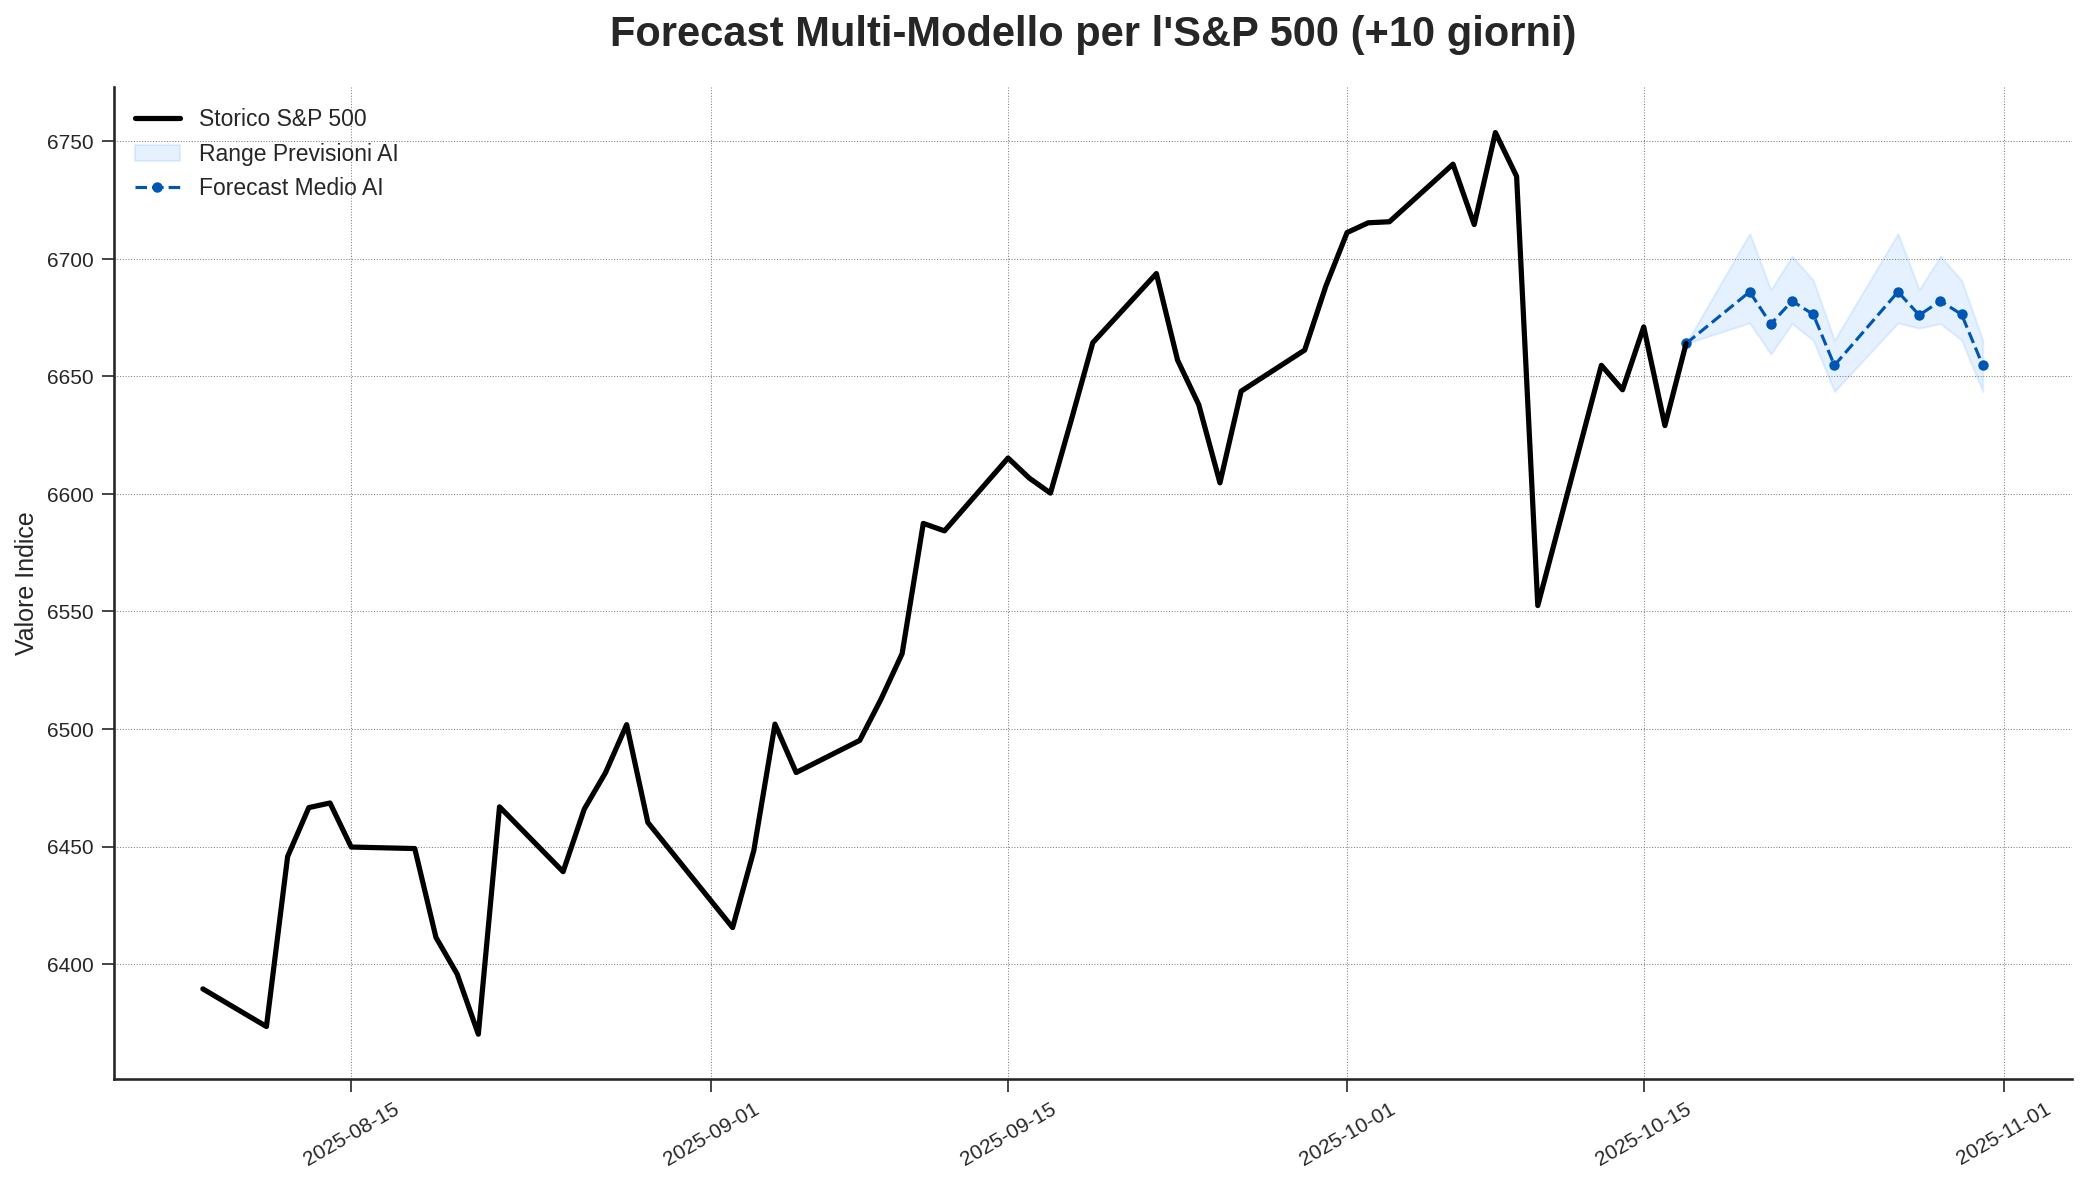 Forecast Multi-Modello per l'S&P 500 (+10 giorni)
Storico S&P 500
Range Previsioni AI
Forecast Medio AI
Valore Indice
6750
6700
6650
6600
6550
6500
6450
6400
2025-08-15
2025-09-01
2025-09-15
2025-10-01
2025-10-15
2025-11-01